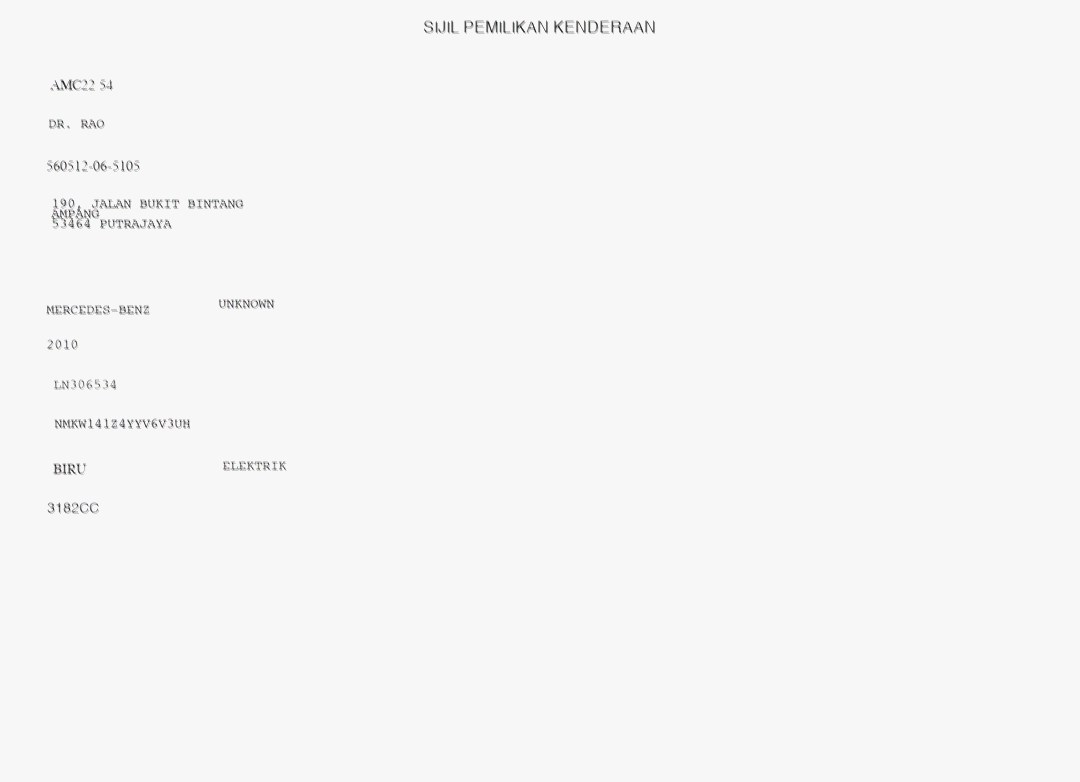 SIJIL PEMILIKAN KENDERAAN
AMC22 54
DR. RAO
560512-06-5105
190, JALAN BUKIT BINTANG
AMPANG
53464 PUTRAJAYA
MERCEDES-BENZ UNKNOWN
2010
LN306534
NMKW141Z4YYV6V3UH
BIRU ELEKTRIK
3182CC